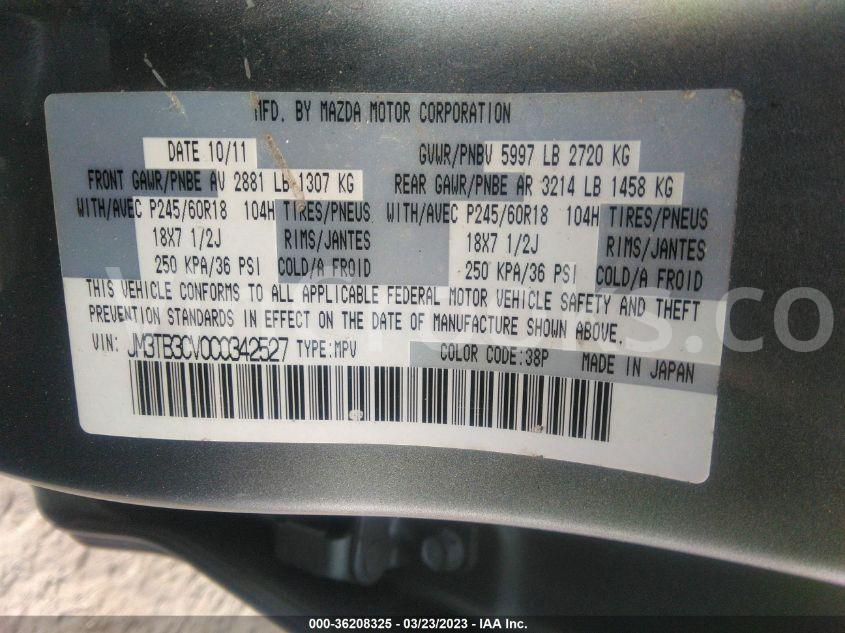 MFD. BY MAZDA MOTOR CORPORATION
DATE 10/11 GVWR/PNBV 5997 LB 2720 KG
FRONT GAWR/PNBE AV 2881 LB 1307 KG REAR GAWR/PNBE AR 3214 LB 1458 KG
WITH/AVEC P245/60R18 104H TIRES/PNEUS WITH/AVEC P245/60R18 104H TIRES/PNEUS
18X7 1/2J RIMS/JANTES 18X7 1/2J RIMS/JANTES
250 KPA/36 PSI COLD/A FROID 250 KPA/36 PSI COLD/A FROID
THIS VEHICLE CONFORMS TO ALL APPLICABLE FEDERAL MOTOR VEHICLE SAFETY AND THEFT
PREVENTION STANDARDS IN EFFECT ON THE DATE OF MANUFACTURE SHOWN ABOVE.
VIN: JM3TB3CV0C0342527 TYPE:MPV COLOR CODE:38P MADE IN JAPAN
000-36208325 - 03/23/2023 - IAA Inc.